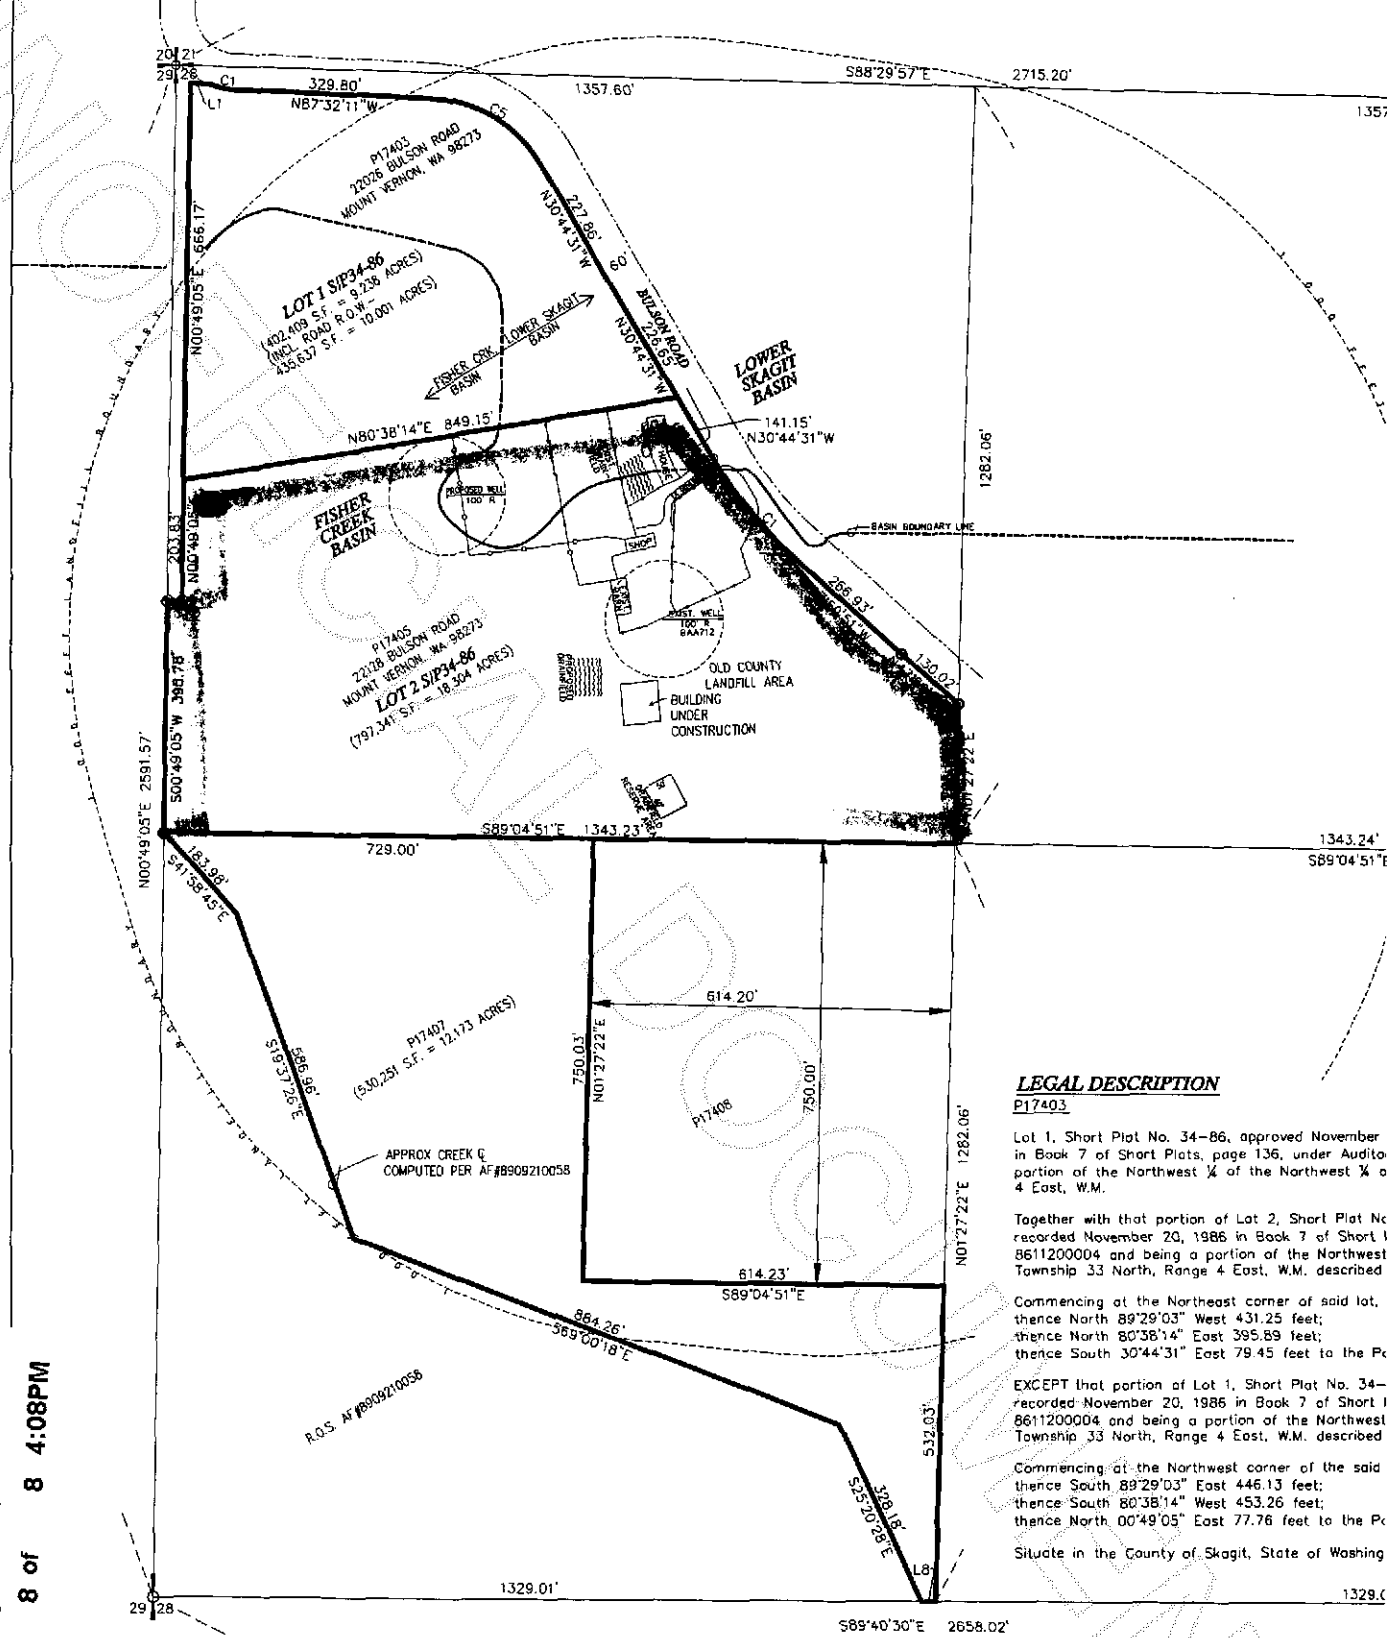 20 21
29 28
S88°29'57"E 2715.20'
C1
329.80'
1357.60'
1357
L1
N87°32'11"W
C5
P17403
22026 BULSON ROAD
MOUNT VERNON, WA 98273
N00°49'05"E 666.17'
227.86'
N30°44'31"W
60'
LOT 1 S/P34-86
(402,409 S.F. = 9.238 ACRES)
(INCL. ROAD R.O.W.-
435,637 S.F. = 10.001 ACRES)
BULSON ROAD
226.65'
N30°44'31"W
FISHER CRK
BASIN
LOWER SKAGIT
BASIN
LOWER
SKAGIT
BASIN
N80°38'14"E 849.15'
141.15'
N30°44'31"W
1282.06'
HOUSE
PROPOSED WELL
100 R
FISHER
CREEK
BASIN
C1
BASIN BOUNDARY LINE
203.83'
N00°49'05"E
SHOP
EXIST. WELL
100 R
BAA712
266.93'
130.02'
P17405
22128 BULSON ROAD
MOUNT VERNON, WA 98273
LOT 2 S/P34-86
(797,341 S.F. = 18.304 ACRES)
PROPOSED
DRAINFIELD
OLD COUNTY
LANDFILL AREA
BUILDING
UNDER
CONSTRUCTION
S00°49'05"W 398.78'
N00°49'05"E 2591.57'
N01°27'22"E
DRAINFIELD
RESERVE AREA
S89°04'51"E 1343.23'
729.00'
1343.24'
S89°04'51"E
183.98'
S41°58'45"E
614.20'
P17407
(530,251 S.F. = 12.173 ACRES)
586.96'
S19°37'26"E
750.03'
N01°27'22"E
750.00'
P17408
APPROX CREEK ℄
COMPUTED PER AF#8909210058
N01°27'22"E 1282.06'
614.23'
S89°04'51"E
884.26'
S69°00'18"E
R.O.S. AF#8909210058
532.03'
328.18'
S25°20'28"E
L8
1329.01'
29 28
S89°40'30"E 2658.02'
1329.0
LEGAL DESCRIPTION
P17403
Lot 1, Short Plat No. 34-86, approved November
in Book 7 of Short Plats, page 136, under Audito
portion of the Northwest ¼ of the Northwest ¼ o
4 East, W.M.
Together with that portion of Lot 2, Short Plat No
recorded November 20, 1986 in Book 7 of Short
8611200004 and being a portion of the Northwest
Township 33 North, Range 4 East, W.M. described
Commencing at the Northeast corner of said lot,
thence North 89°29'03" West 431.25 feet;
thence North 80°38'14" East 395.89 feet;
thence South 30°44'31" East 79.45 feet to the Po
EXCEPT that portion of Lot 1, Short Plat No. 34-
recorded November 20, 1986 in Book 7 of Short
8611200004 and being a portion of the Northwest
Township 33 North, Range 4 East, W.M. described
Commencing at the Northwest corner of the said
thence South 89°29'03" East 446.13 feet;
thence South 80°38'14" West 453.26 feet;
thence North 00°49'05" East 77.76 feet to the Po
Situate in the County of Skagit, State of Washing
8 of 8 4:08PM